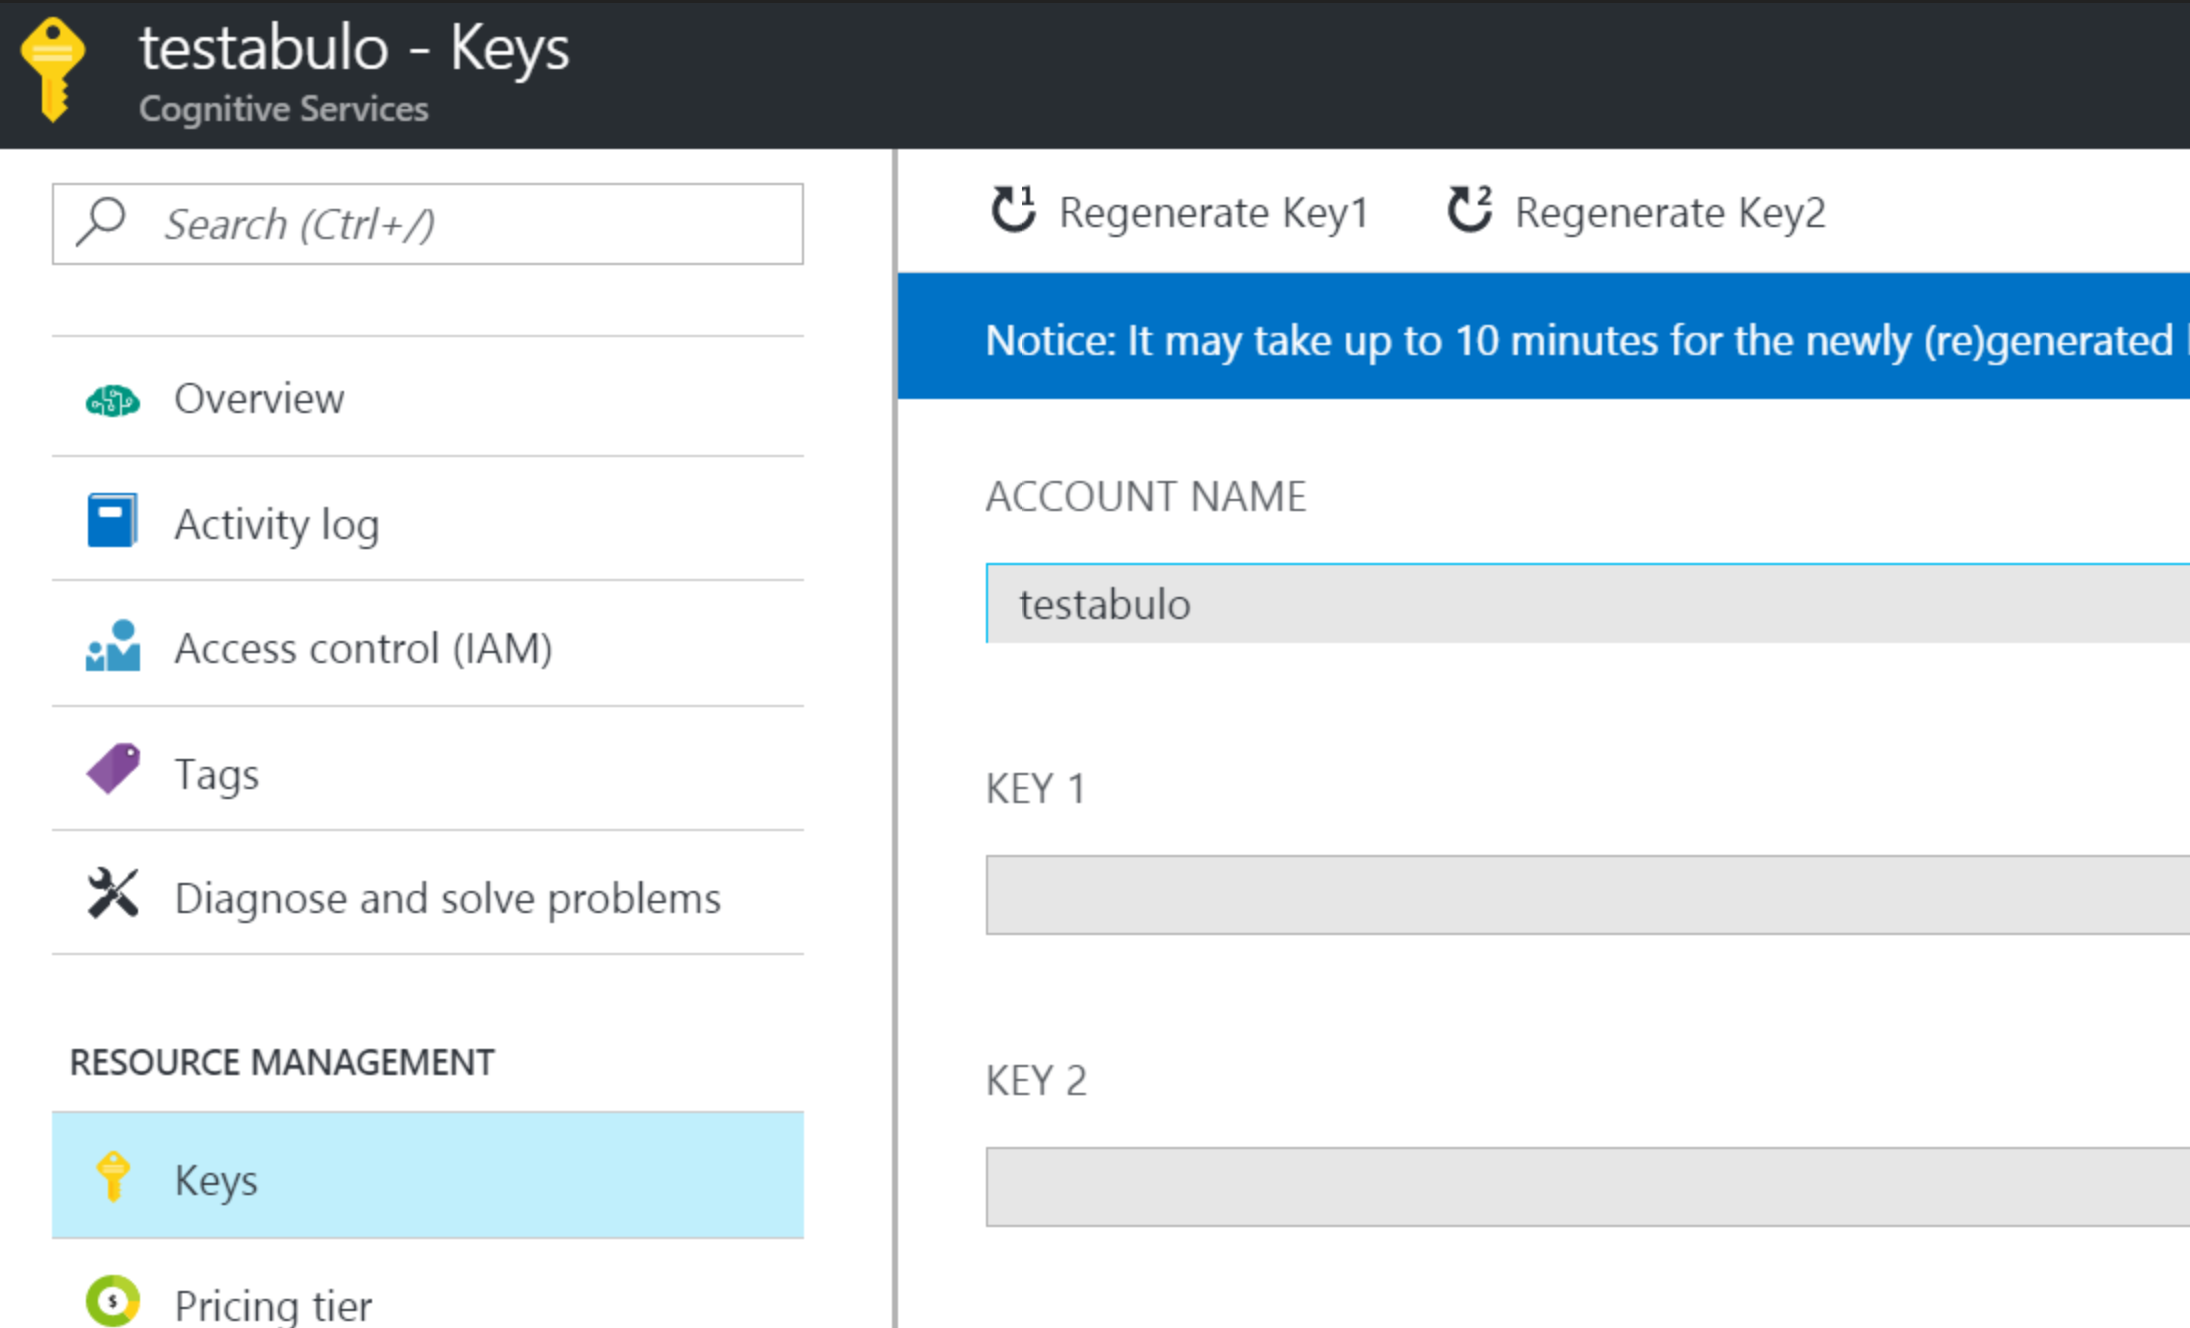 testabulo - Keys
Cognitive Services
Search (Ctrl+/)
Overview
Activity log
Access control (IAM)
Tags
Diagnose and solve problems
RESOURCE MANAGEMENT
Keys
Pricing tier
1 Regenerate Key1
2 Regenerate Key2
Notice: It may take up to 10 minutes for the newly (re)generated
ACCOUNT NAME
testabulo
KEY 1
KEY 2